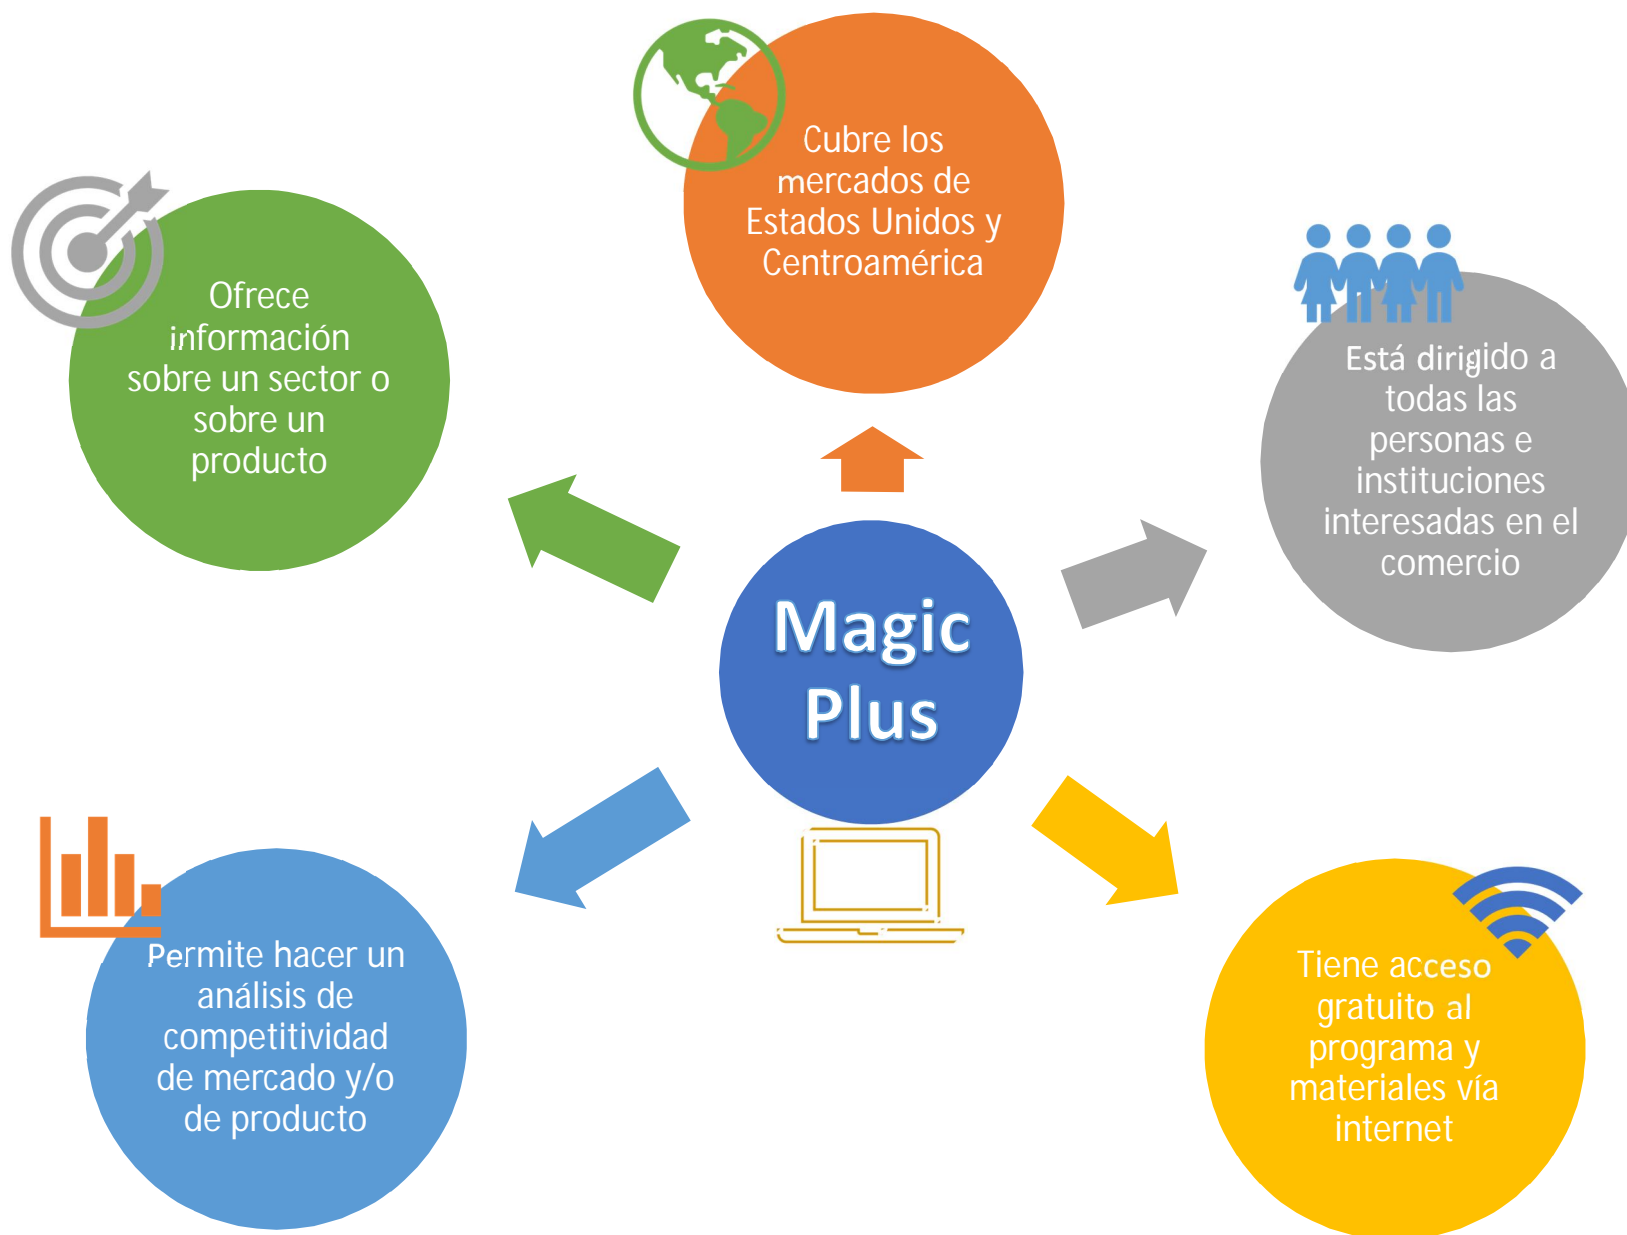 Cubre los
mercados de
Estados Unidos y
Centroamérica
Ofrece
información
sobre un sector o
sobre un
producto
Está dirigido a
todas las
personas e
instituciones
interesadas en el
comercio
Magic
Plus
Permite hacer un
análisis de
competitividad
de mercado y/o
de producto
Tiene acceso
gratuito al
programa y
materiales vía
internet